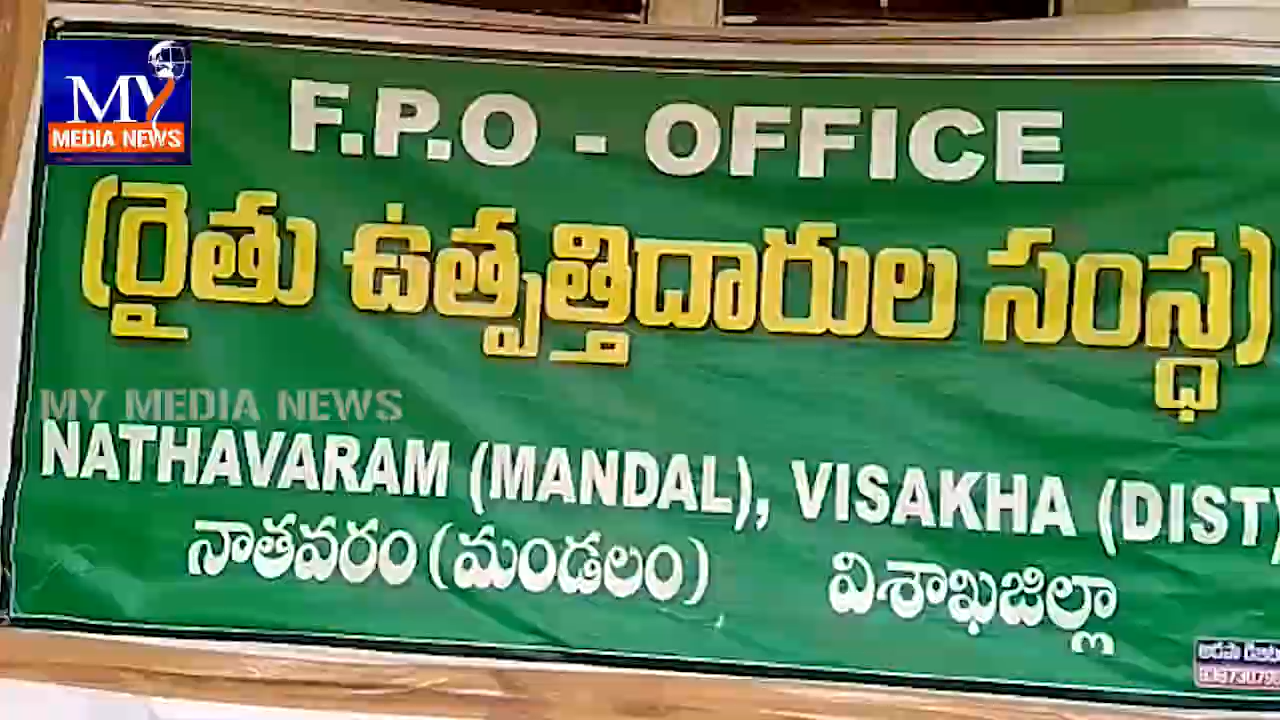 MY
MEDIA NEWS
F.P.O - OFFICE
(రైతు ఉత్పత్తిదారుల సంస్థ)
MY MEDIA NEWS
NATHAVARAM (MANDAL), VISAKHA (DIST)
నాతవరం (మండలం) విశాఖజిల్లా